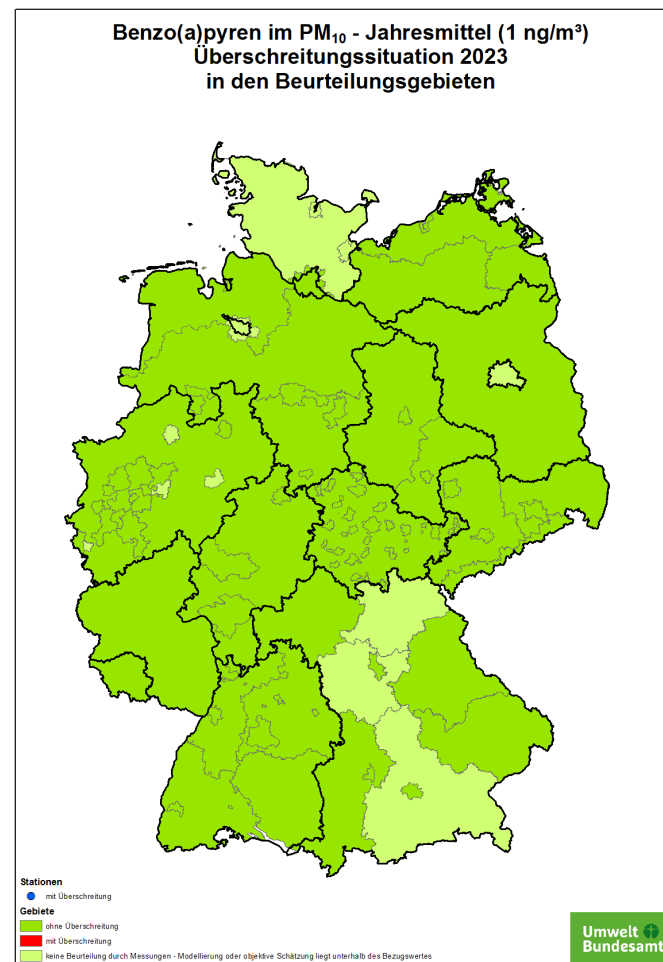 Benzo(a)pyren im PM₁₀ - Jahresmittel (1 ng/m³)
Überschreitungssituation 2023
in den Beurteilungsgebieten
Stationen
mit Überschreitung
Gebiete
ohne Überschreitung
mit Überschreitung
keine Beurteilung durch Messungen - Modellierung oder objektive Schätzung liegt unterhalb des Bezugswertes
Umwelt
Bundesamt